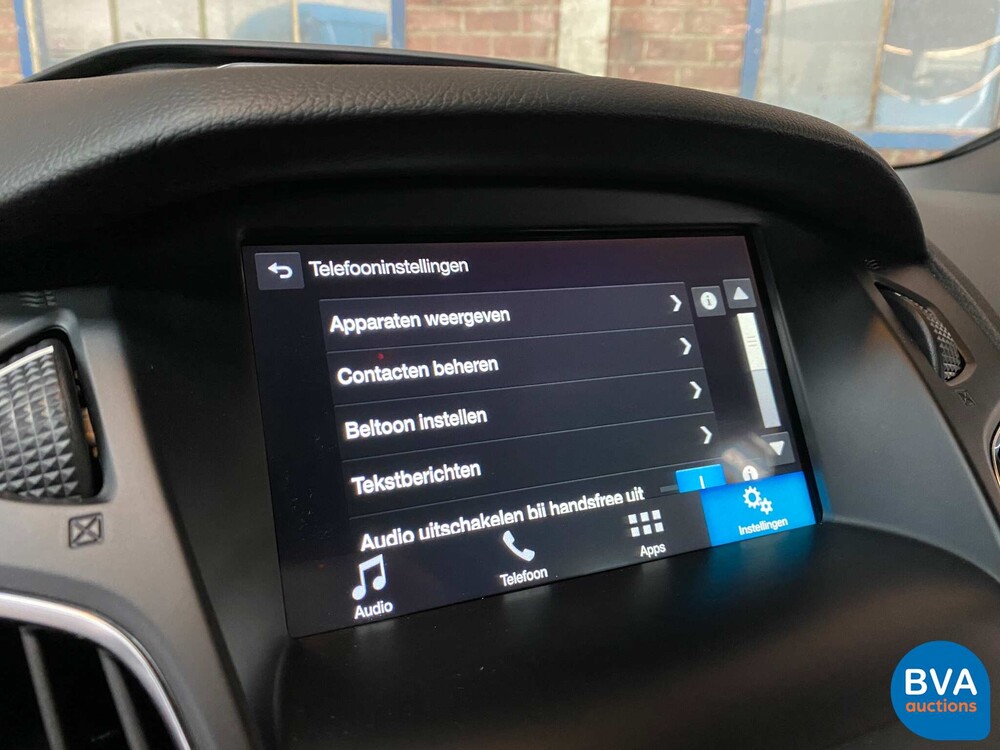 Telefooninstellingen
Apparaten weergeven
Contacten beheren
Beltoon instellen
Tekstberichten
Audio uitschakelen bij handsfree uit
Audio
Telefoon
Apps
Instellingen
BVA
auctions